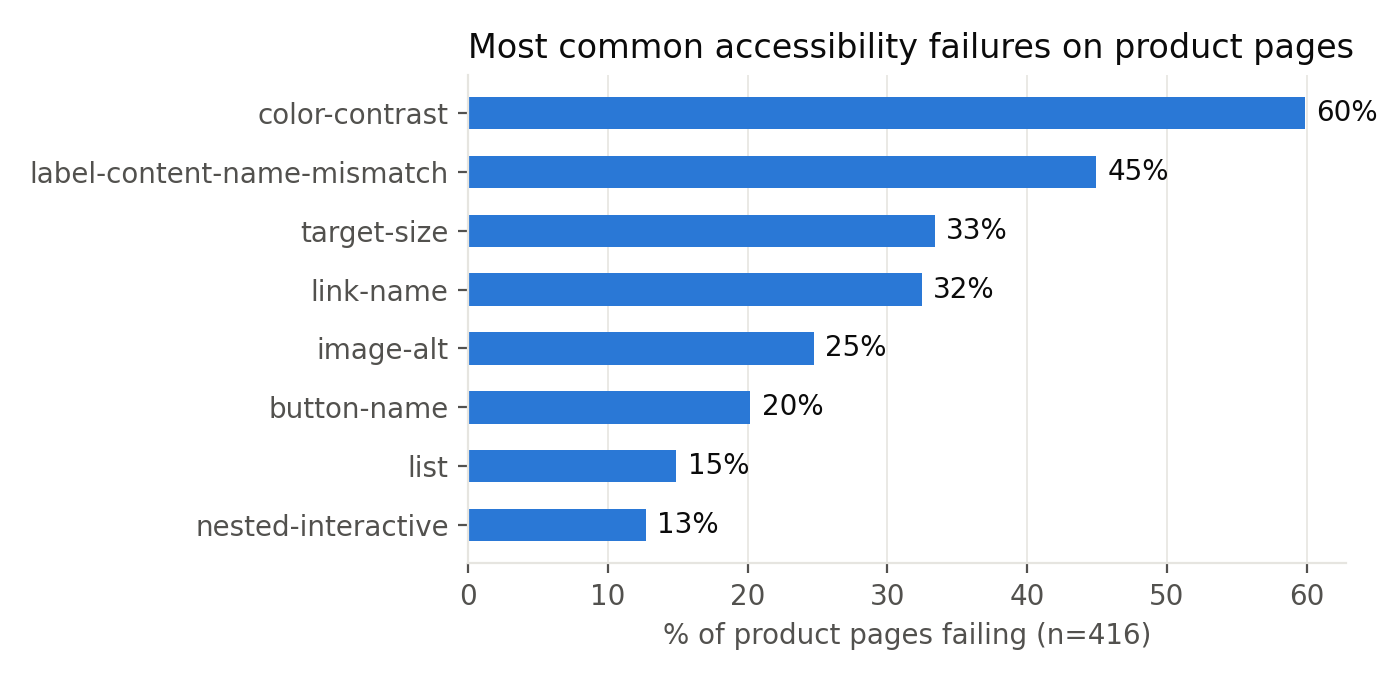 Most common accessibility failures on product pages
color-contrast 60%
label-content-name-mismatch 45%
target-size 33%
link-name 32%
image-alt 25%
button-name 20%
list 15%
nested-interactive 13%
0 10 20 30 40 50 60
% of product pages failing (n=416)